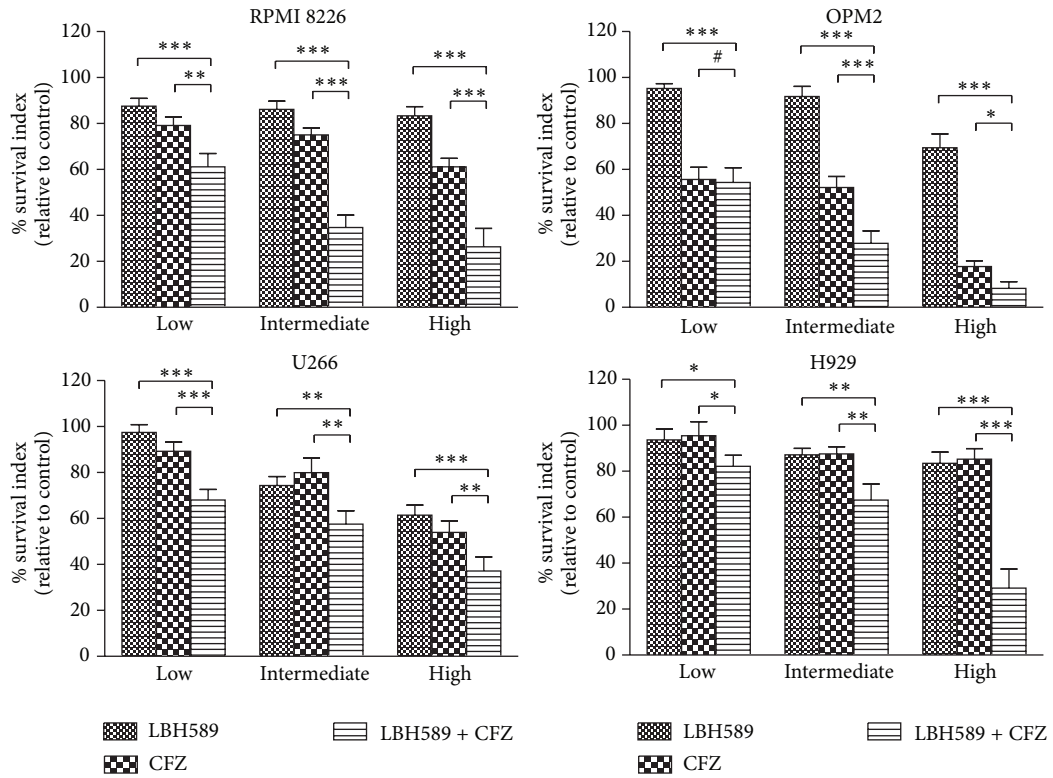 RPMI 8226
% survival index
(relative to control)
120
100
80
60
40
20
0
***
**
***
***
***
***
Low
Intermediate
High
OPM2
% survival index
(relative to control)
120
100
80
60
40
20
0
***
#
***
***
***
*
Low
Intermediate
High
U266
% survival index
(relative to control)
120
100
80
60
40
20
0
***
***
**
**
***
**
Low
Intermediate
High
H929
% survival index
(relative to control)
120
100
80
60
40
20
0
*
*
**
**
***
***
Low
Intermediate
High
LBH589
CFZ
LBH589 + CFZ
LBH589
CFZ
LBH589 + CFZ